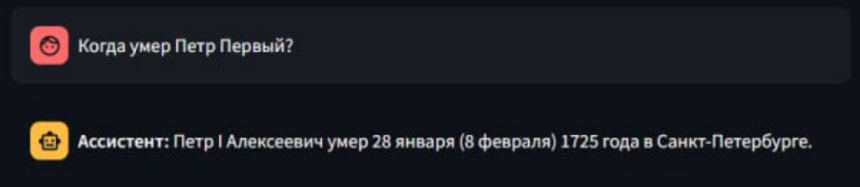 Когда умер Петр Первый?
Ассистент: Петр I Алексеевич умер 28 января (8 февраля) 1725 года в Санкт-Петербурге.